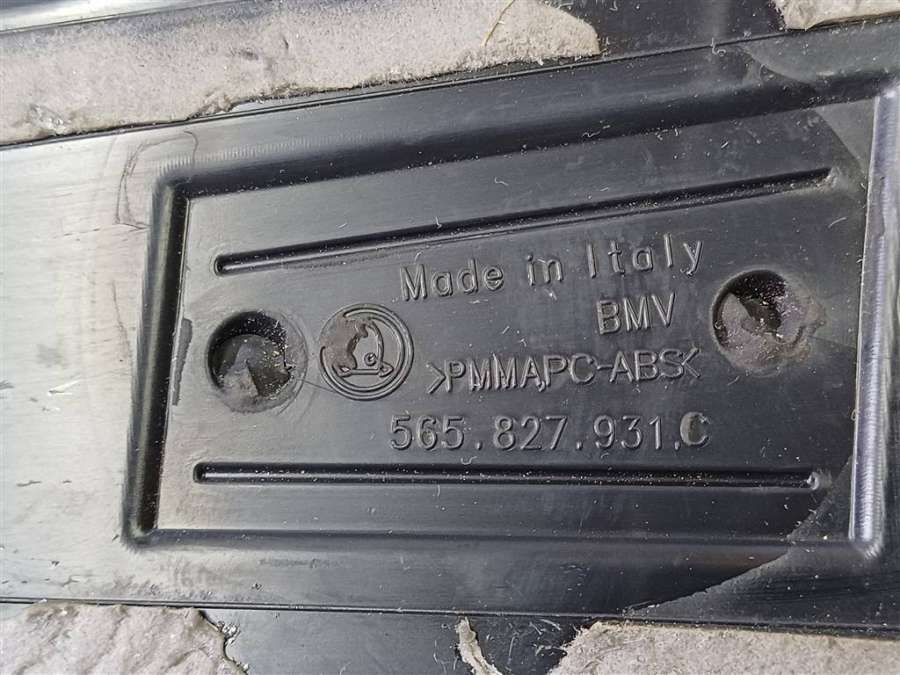 Made in Italy
BMV
>PMMA,PC-ABS<
565.827.931.C